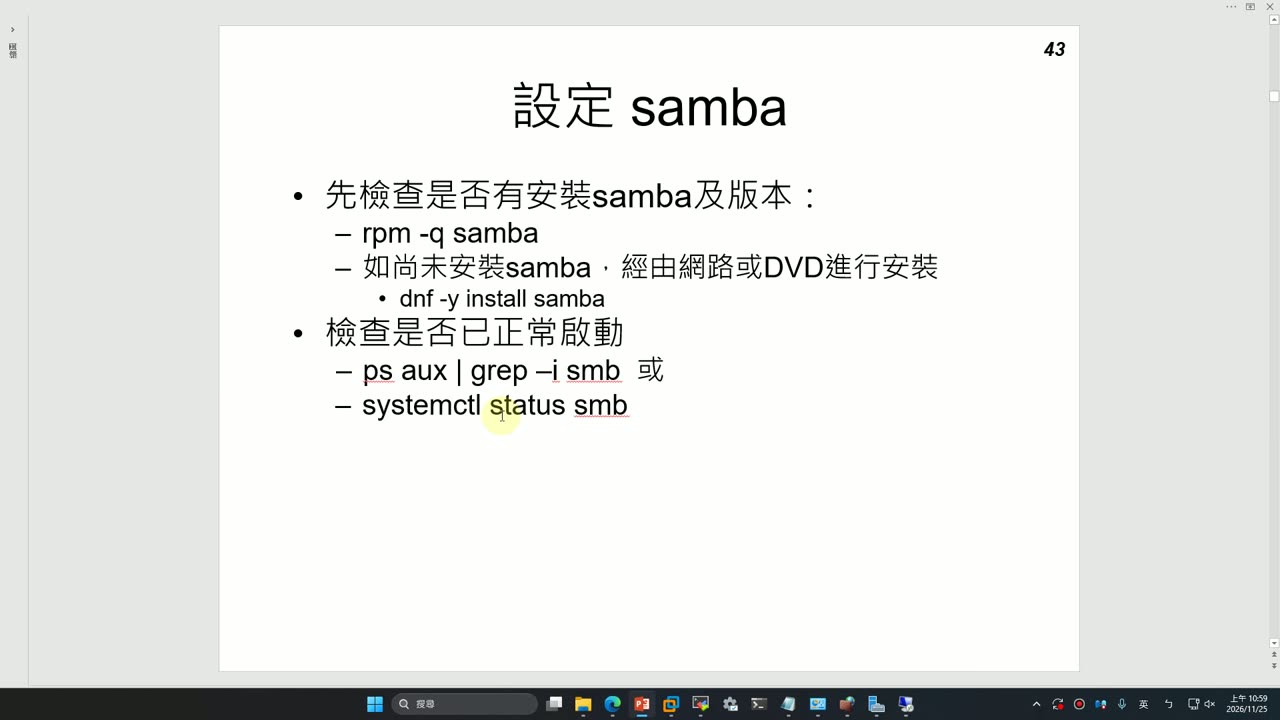 43
設定 samba
• 先檢查是否有安裝samba及版本：
– rpm -q samba
– 如尚未安裝samba，經由網路或DVD進行安裝
• dnf -y install samba
• 檢查是否已正常啟動
– ps aux | grep –i smb 或
– systemctl status smb
搜尋
英
上午 10:59
2026/11/25